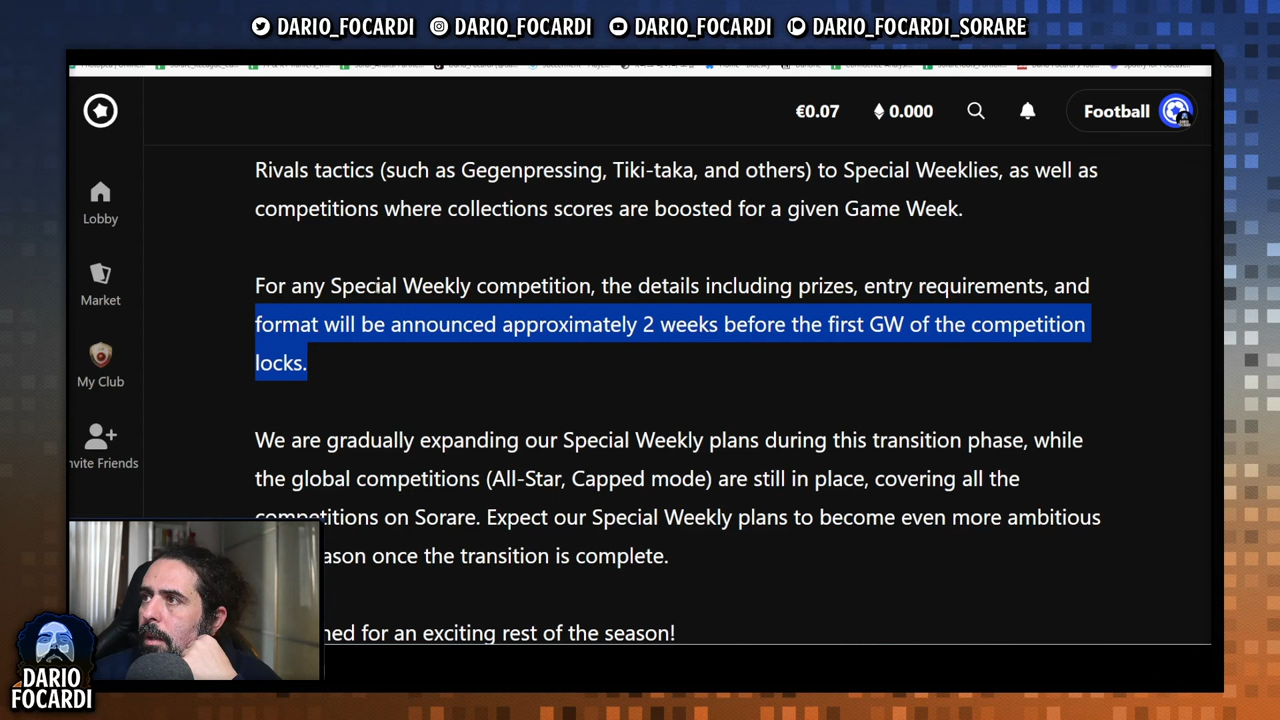 DARIO_FOCARDI DARIO_FOCARDI DARIO_FOCARDI DARIO_FOCARDI_SORARE
€0.07 0.000 Football
Lobby
Market
My Club
nvite Friends
Rivals tactics (such as Gegenpressing, Tiki-taka, and others) to Special Weeklies, as well as
competitions where collections scores are boosted for a given Game Week.
For any Special Weekly competition, the details including prizes, entry requirements, and
format will be announced approximately 2 weeks before the first GW of the competition
locks.
We are gradually expanding our Special Weekly plans during this transition phase, while
the global competitions (All-Star, Capped mode) are still in place, covering all the
competitions on Sorare. Expect our Special Weekly plans to become even more ambitious
ason once the transition is complete.
ned for an exciting rest of the season!
DARIO
FOCARDI